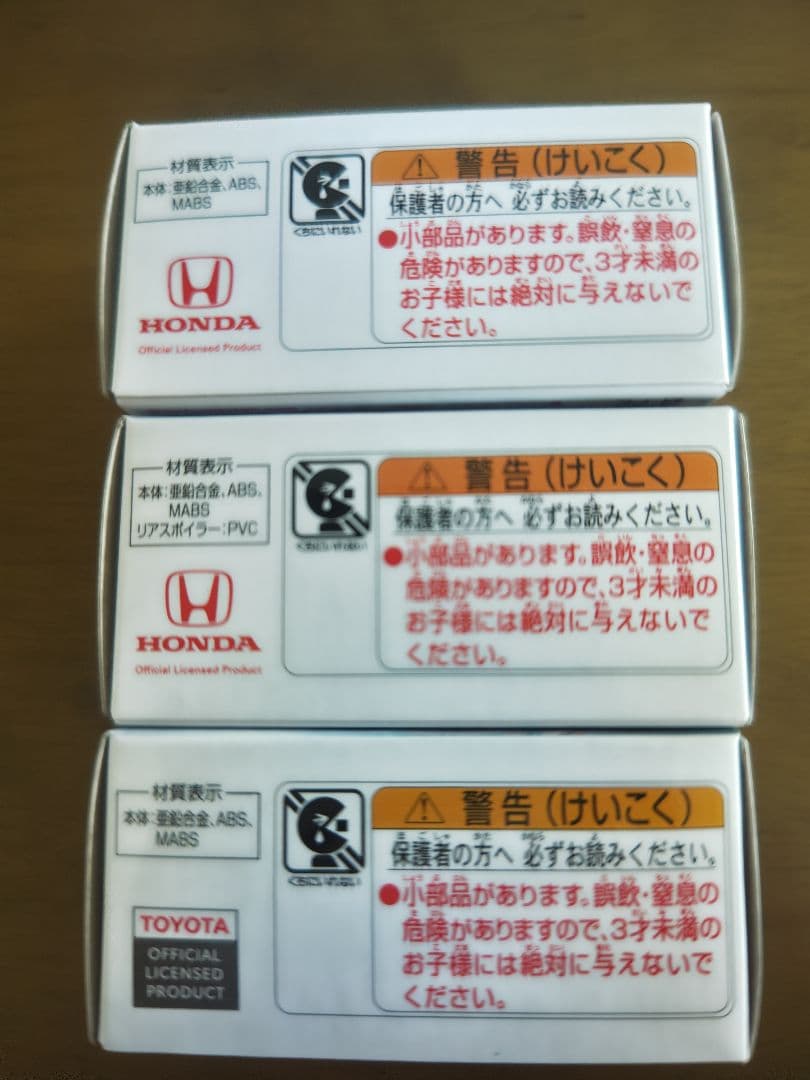 材質表示
本体:亜鉛合金、ABS、
MABS
HONDA
Official Licensed Product
くちにいれない
警告(けいこく)
保護者の方へ 必ずお読みください。
●小部品があります。誤飲・窒息の
危険がありますので、3才未満の
お子様には絶対に与えないで
ください。
材質表示
本体:亜鉛合金、ABS、
MABS
リアスポイラー:PVC
HONDA
Official Licensed Product
くちにいれない
警告(けいこく)
保護者の方へ 必ずお読みください。
●小部品があります。誤飲・窒息の
危険がありますので、3才未満の
お子様には絶対に与えないで
ください。
材質表示
本体:亜鉛合金、ABS、
MABS
TOYOTA
OFFICIAL
LICENSED
PRODUCT
くちにいれない
警告(けいこく)
保護者の方へ 必ずお読みください。
●小部品があります。誤飲・窒息の
危険がありますので、3才未満の
お子様には絶対に与えないで
ください。